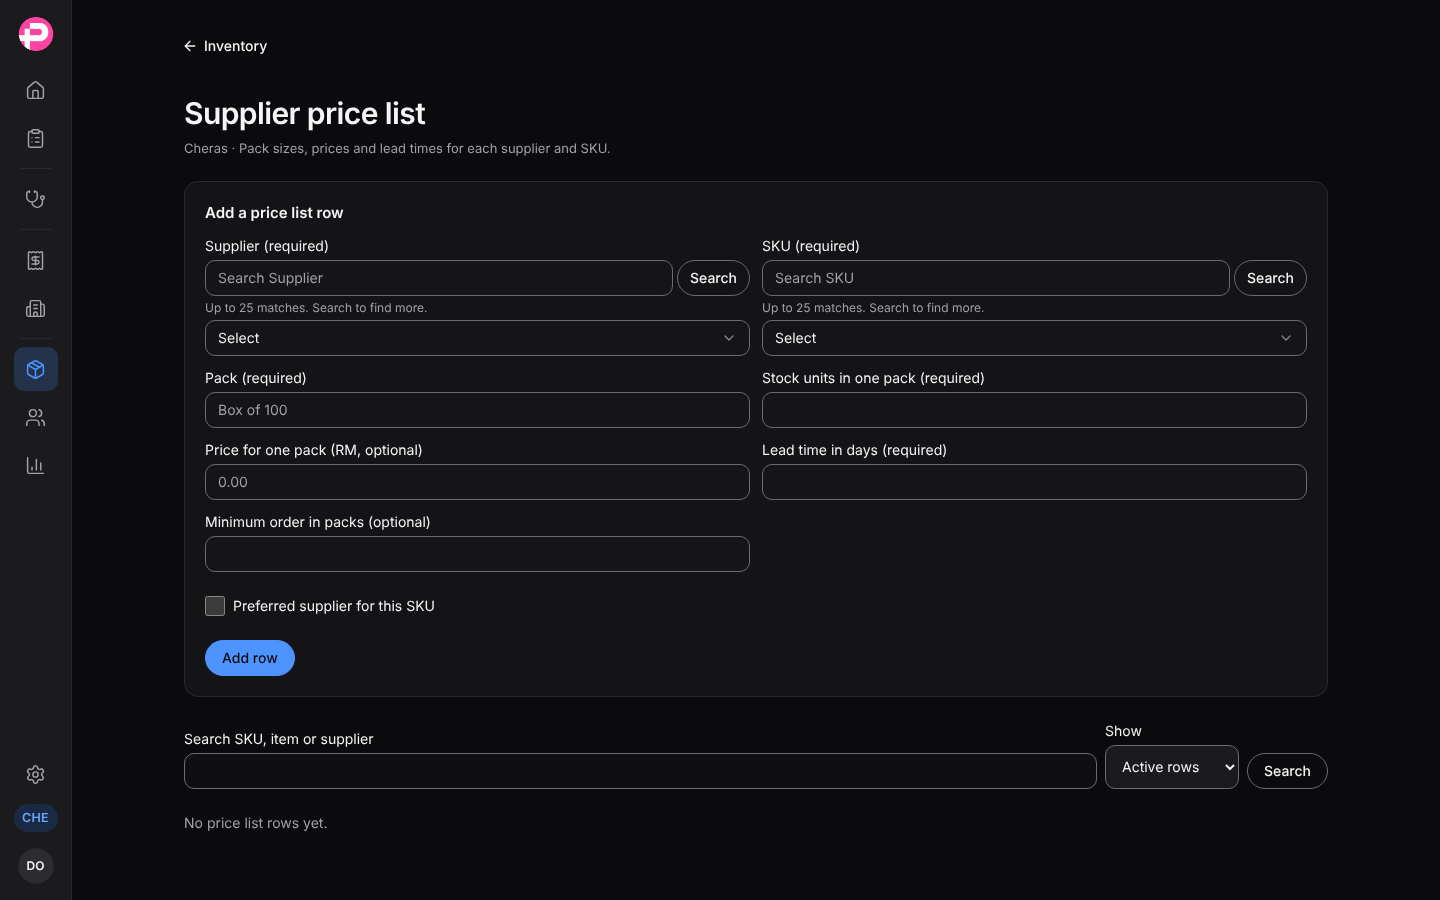 Inventory
Supplier price list
Cheras · Pack sizes, prices and lead times for each supplier and SKU.
Add a price list row
Supplier (required)
Search Supplier
Search
Up to 25 matches. Search to find more.
Select
SKU (required)
Search SKU
Search
Up to 25 matches. Search to find more.
Select
Pack (required)
Box of 100
Stock units in one pack (required)
Price for one pack (RM, optional)
0.00
Lead time in days (required)
Minimum order in packs (optional)
Preferred supplier for this SKU
Add row
Search SKU, item or supplier
Show
Active rows
Search
No price list rows yet.
CHE
DO